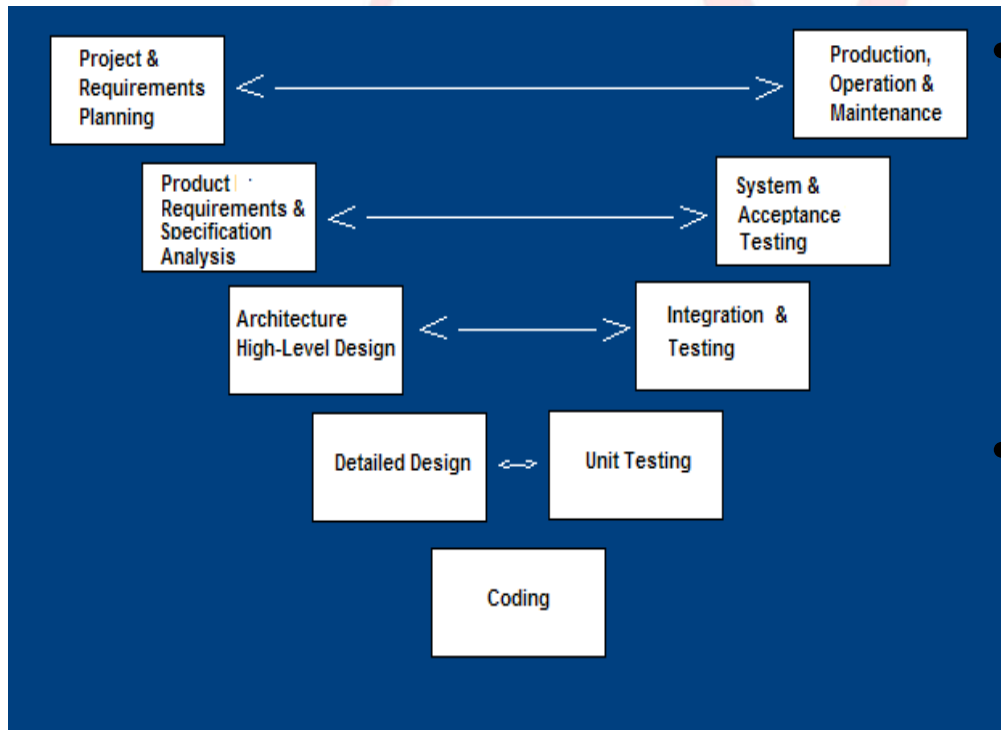 Project &
Requirements
Planning
Production,
Operation &
Maintenance
Product
Requirements &
Specification
Analysis
System &
Acceptance
Testing
Architecture
High-Level Design
Integration &
Testing
Detailed Design
Unit Testing
Coding